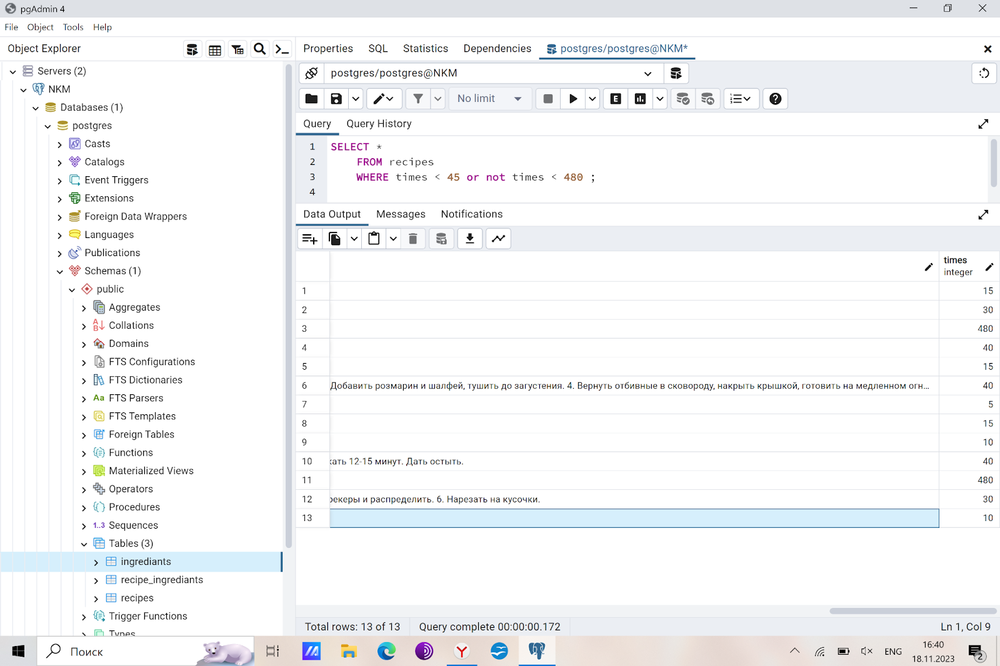 pgAdmin 4
File Object Tools Help
Object Explorer
Properties SQL Statistics Dependencies postgres/postgres@NKM*
Servers (2)
NKM
Databases (1)
postgres
Casts
Catalogs
Event Triggers
Extensions
Foreign Data Wrappers
Languages
Publications
Schemas (1)
public
Aggregates
Collations
Domains
FTS Configurations
FTS Dictionaries
Aa FTS Parsers
FTS Templates
Foreign Tables
Functions
Materialized Views
Operators
Procedures
1..3 Sequences
Tables (3)
ingrediants
recipe_ingrediants
recipes
Trigger Functions
Types
postgres/postgres@NKM
No limit
Query Query History
1 SELECT *
2 FROM recipes
3 WHERE times < 45 or not times < 480 ;
4
Data Output Messages Notifications
times
integer
1 15
2 30
3 480
4 40
5 15
6 Добавить розмарин и шалфей, тушить до загустения. 4. Вернуть отбивные в сковороду, накрыть крышкой, готовить на медленном огн... 40
7 5
8 15
9 10
10 кать 12-15 минут. Дать остыть. 40
11 480
12 рекеры и распределить. 6. Нарезать на кусочки. 30
13 10
Total rows: 13 of 13 Query complete 00:00:00.172 Ln 1, Col 9
Поиск
ENG
16:40
18.11.2023
2